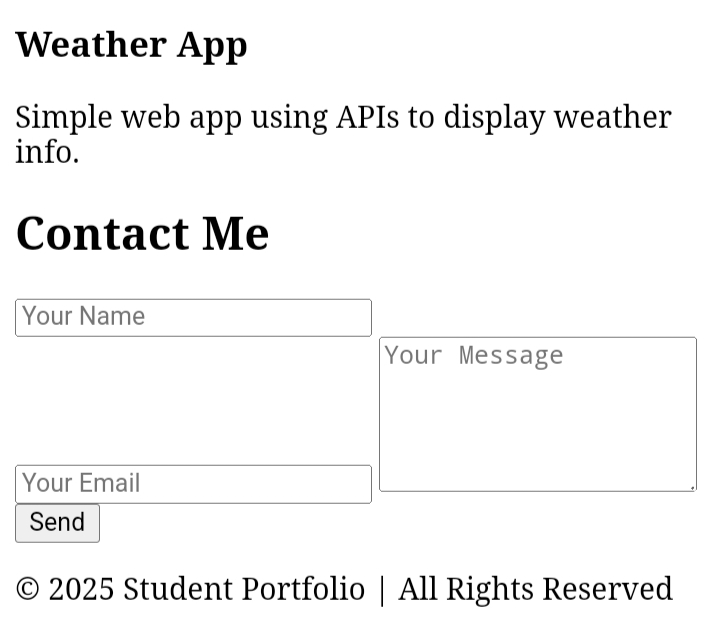 Weather App
Simple web app using APIs to display weather
info.
Contact Me
Your Name
Your Message
Your Email
Send
© 2025 Student Portfolio | All Rights Reserved